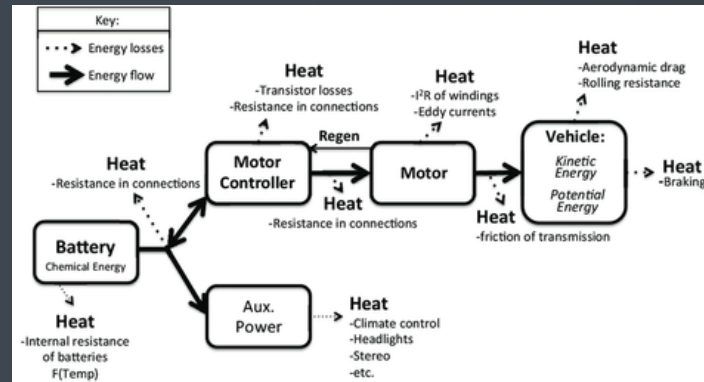 Key:
Energy losses
Energy flow
Heat
-Transistor losses
-Resistance in connections
Heat
-I²R of windings
-Eddy currents
Heat
-Aerodynamic drag
-Rolling resistance
Regen
Heat
-Resistance in connections
Motor
Controller
Motor
Vehicle:
Kinetic
Energy
Potential
Energy
Heat
-Braking
Heat
-Resistance in connections
Heat
-friction of transmission
Battery
Chemical Energy
Aux.
Power
Heat
-Internal resistance
of batteries
F(Temp)
Heat
-Climate control
-Headlights
-Stereo
-etc.